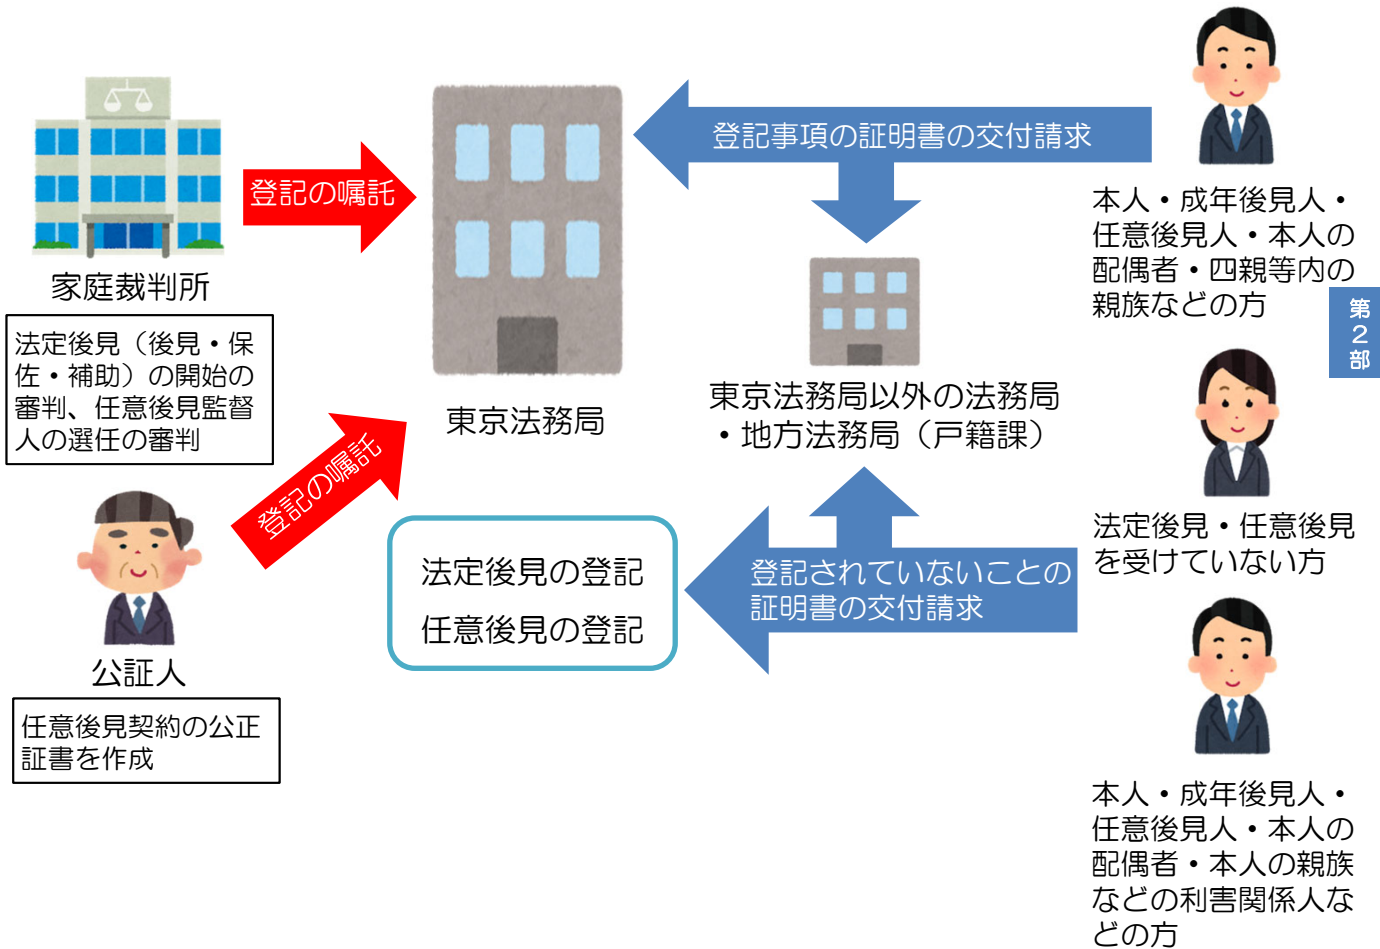 登記の嘱託
家庭裁判所
法定後見（後見・保
佐・補助）の開始の
審判、任意後見監督
人の選任の審判
登記の嘱託
公証人
任意後見契約の公正
証書を作成
東京法務局
法定後見の登記
任意後見の登記
登記事項の証明書の交付請求
東京法務局以外の法務局
・地方法務局（戸籍課）
登記されていないことの
証明書の交付請求
本人・成年後見人・
任意後見人・本人の
配偶者・四親等内の
親族などの方
第２部
法定後見・任意後見
を受けていない方
本人・成年後見人・
任意後見人・本人の
配偶者・本人の親族
などの利害関係人な
どの方